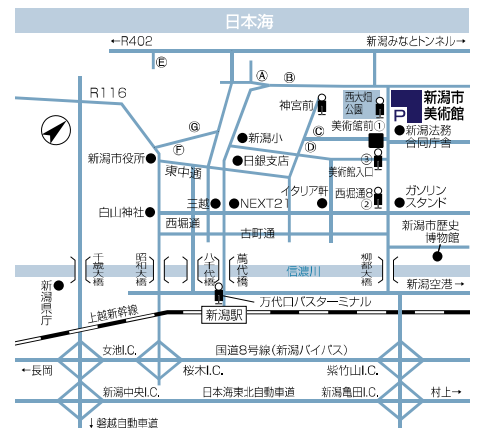 日本海
←R402
新潟みなとトンネル→
Ⓔ
Ⓐ
Ⓑ
R116
神宮前
西大畑
公園
P
新潟市
美術館
美術館前①
Ⓖ
Ⓒ
新潟小
新潟法務
合同庁舎
Ⓕ
Ⓓ
新潟市役所
日銀支店
③
美術館入口
東中通
白山神社
三越
NEXT21
イタリア軒
西堀通8
②
ガソリン
スタンド
西堀通
古町通
新潟市歴史
博物館
千歳大橋
昭和大橋
八千代橋
萬代橋
信濃川
柳都大橋
新潟県庁
新潟空港→
万代口バスターミナル
上越新幹線
新潟駅
女池I.C.
国道8号線(新潟バイパス)
←長岡
桜木I.C.
紫竹山I.C.
新潟中央I.C.
日本海東北自動車道
新潟亀田I.C.
村上→
↓磐越自動車道